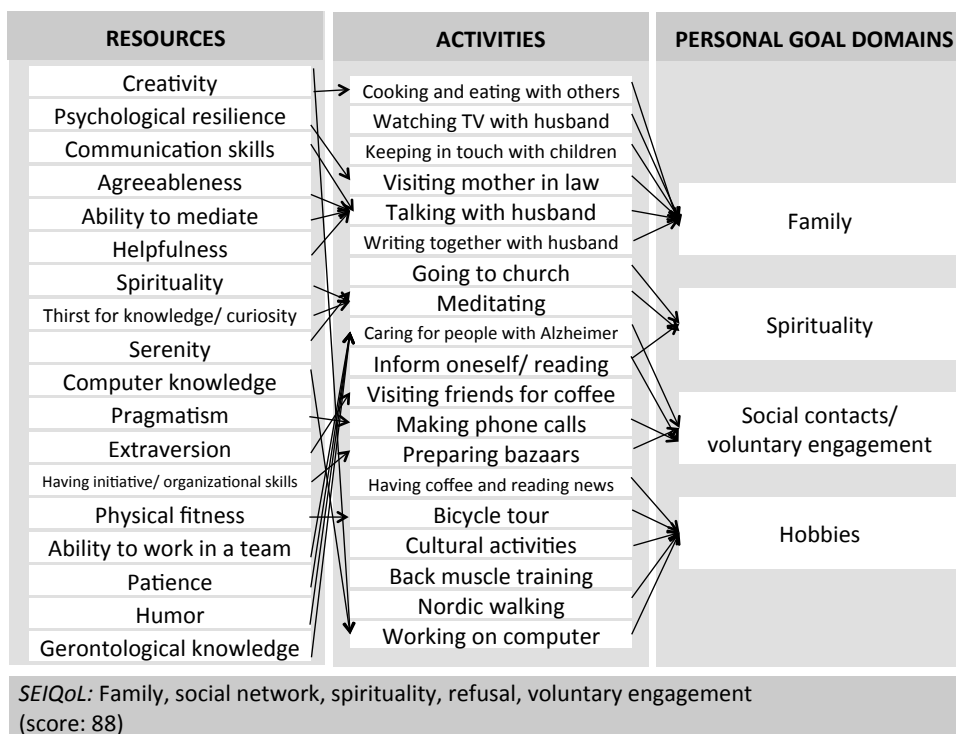 RESOURCES
Creativity
Psychological resilience
Communication skills
Agreeableness
Ability to mediate
Helpfulness
Spirituality
Thirst for knowledge/ curiosity
Serenity
Computer knowledge
Pragmatism
Extraversion
Having initiative/ organizational skills
Physical fitness
Ability to work in a team
Patience
Humor
Gerontological knowledge
ACTIVITIES
Cooking and eating with others
Watching TV with husband
Keeping in touch with children
Visiting mother in law
Talking with husband
Writing together with husband
Going to church
Meditating
Caring for people with Alzheimer
Inform oneself/ reading
Visiting friends for coffee
Making phone calls
Preparing bazaars
Having coffee and reading news
Bicycle tour
Cultural activities
Back muscle training
Nordic walking
Working on computer
PERSONAL GOAL DOMAINS
Family
Spirituality
Social contacts/
voluntary engagement
Hobbies
SEIQoL: Family, social network, spirituality, refusal, voluntary engagement
(score: 88)